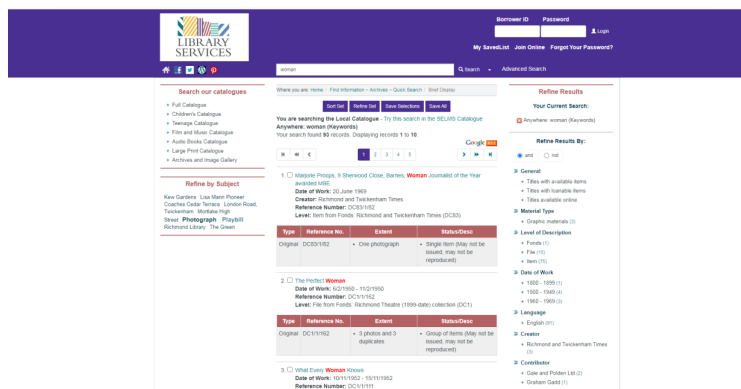 Borrower ID Password
Login
My SavedList Join Online Forgot Your Password?
LIBRARY
SERVICES
woman
Search
Advanced Search
Search our catalogues
Full Catalogue
Children's Catalogue
Teenage Catalogue
Film and Music Catalogue
Audio Books Catalogue
Large Print Catalogue
Archives and Image Gallery
Refine by Subject
Kew Gardens Lisa Mann Pioneer
Coaches Cedar Terrace London Road,
Twickenham Mortlake High
Street Photograph Playbill
Richmond Library The Green
Where you are: Home / Find Information - Archives - Quick Search / Brief Display
Sort Set Refine Set Save Selections Save All
You are searching the Local Catalogue - Try this search in the SELMS Catalogue
Anywhere: woman (Keywords)
Your search found 93 records. Displaying records 1 to 10.
Google
1 2 3 4 5
1. Marjorie Proops, 9 Sherwood Close, Barnes, Woman Journalist of the Year
awarded MBE
Date of Work: 20 June 1969
Creator: Richmond and Twickenham Times
Reference Number: DC83/1/82
Level: Item from Fonds: Richmond and Twickenham Times (DC83)
Type Reference No. Extent Status/Desc
Original DC83/1/82 One photograph Single Item (May not be
issued, may not be
reproduced)
2. The Perfect Woman
Date of Work: 6/2/1950 - 11/2/1950
Reference Number: DC1/1/162
Level: File from Fonds: Richmond Theatre (1899-date) collection (DC1)
Type Reference No. Extent Status/Desc
Original DC1/1/162 3 photos and 3 Group of Items (May not be
duplicates issued, may not be
reproduced)
3. What Every Woman Knows
Date of Work: 10/11/1952 - 15/11/1952
Reference Number: DC1/1/111
Refine Results
Your Current Search:
Anywhere: woman (Keywords)
Refine Results By:
and not
General
Titles with available items
Titles with loanable items
Titles available online
Material Type
Graphic materials (3)
Level of Description
Fonds (1)
File (10)
Item (15)
Date of Work
1800 - 1899 (1)
1900 - 1949 (4)
1960 - 1969 (3)
Language
English (91)
Creator
Richmond and Twickenham Times
(3)
Contributor
Gale and Polden Ltd (2)
Graham Gadd (1)